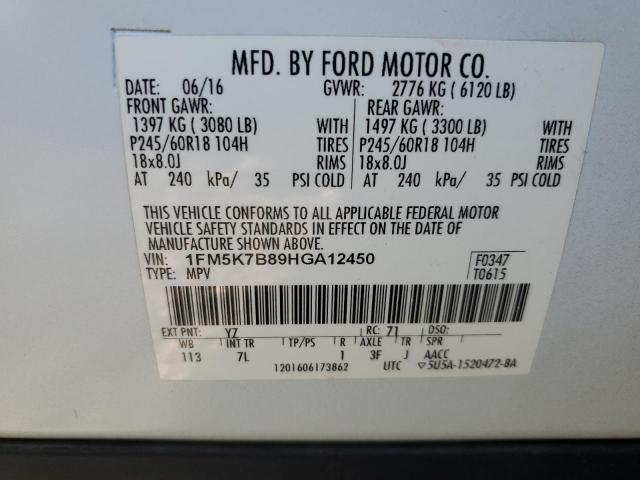 MFD. BY FORD MOTOR CO.
DATE: 06/16 GVWR: 2776 KG ( 6120 LB)
FRONT GAWR: REAR GAWR:
1397 KG ( 3080 LB) WITH 1497 KG ( 3300 LB) WITH
P245/60R18 104H TIRES P245/60R18 104H TIRES
18x8.0J RIMS 18x8.0J RIMS
AT 240 kPa/ 35 PSI COLD AT 240 kPa/ 35 PSI COLD
THIS VEHICLE CONFORMS TO ALL APPLICABLE FEDERAL MOTOR
VEHICLE SAFETY STANDARDS IN EFFECT ON THE DATE OF
MANUFACTURE SHOWN ABOVE.
VIN: 1FM5K7B89HGA12450 F0347
TYPE: MPV T0615
EXT PNT: YZ RC: 71 DSO:
WB INT TR TP/PS R AXLE TR SPR
113 7L 1 3F J AACC
1201606173862 UTC ▽5U5A-1520472-BA